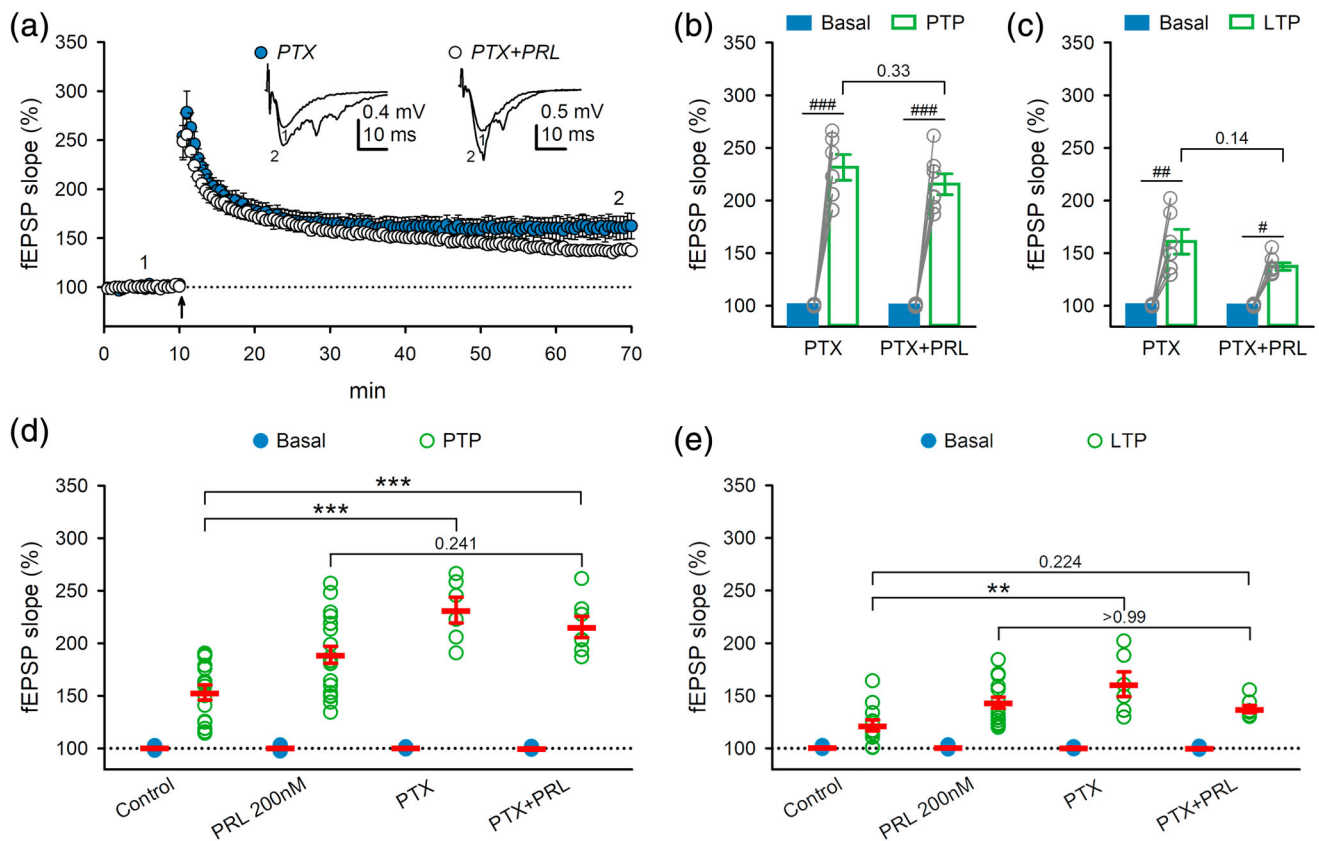 (a)
PTX
PTX+PRL
0.4 mV
10 ms
0.5 mV
10 ms
1
2
1
2
1
2
350
300
250
200
150
100
fEPSP slope (%)
0 10 20 30 40 50 60 70
min
(b)
Basal PTP
350
300
250
200
150
100
fEPSP slope (%)
0.33
### ###
PTX PTX+PRL
(c)
Basal LTP
350
300
250
200
150
100
fEPSP slope (%)
0.14
##
#
PTX PTX+PRL
(d)
Basal PTP
350
300
250
200
150
100
fEPSP slope (%)
***
***
0.241
Control PRL 200nM PTX PTX+PRL
(e)
Basal LTP
350
300
250
200
150
100
fEPSP slope (%)
0.224
**
>0.99
Control PRL 200nM PTX PTX+PRL